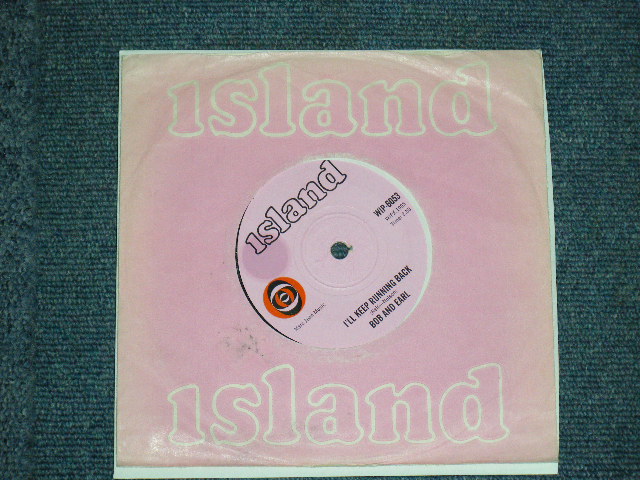 island
island
WIP-6053
I'LL KEEP RUNNING BACK
BOB AND EARL
island